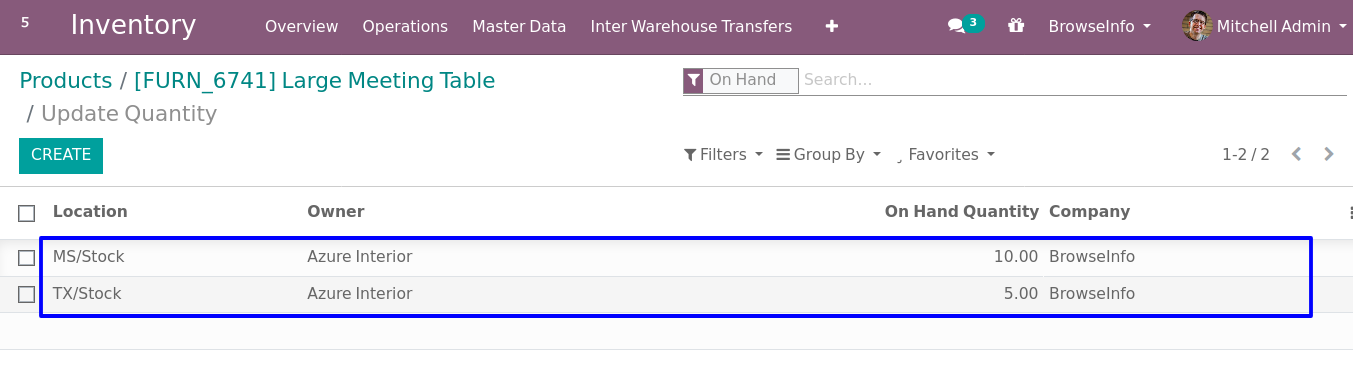 5 Inventory Overview Operations Master Data Inter Warehouse Transfers + 3 BrowseInfo Mitchell Admin
Products / [FURN_6741] Large Meeting Table
/ Update Quantity
On Hand Search...
CREATE
Filters Group By Favorites 1-2 / 2
Location Owner On Hand Quantity Company
MS/Stock Azure Interior 10.00 BrowseInfo
TX/Stock Azure Interior 5.00 BrowseInfo